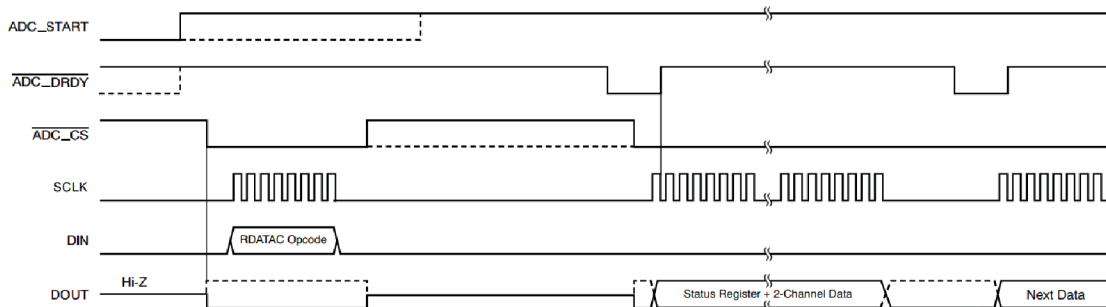 ADC_START
ADC_DRDY
ADC_CS
SCLK
DIN
RDATAC Opcode
DOUT
Hi-Z
Status Register + 2-Channel Data
Next Data